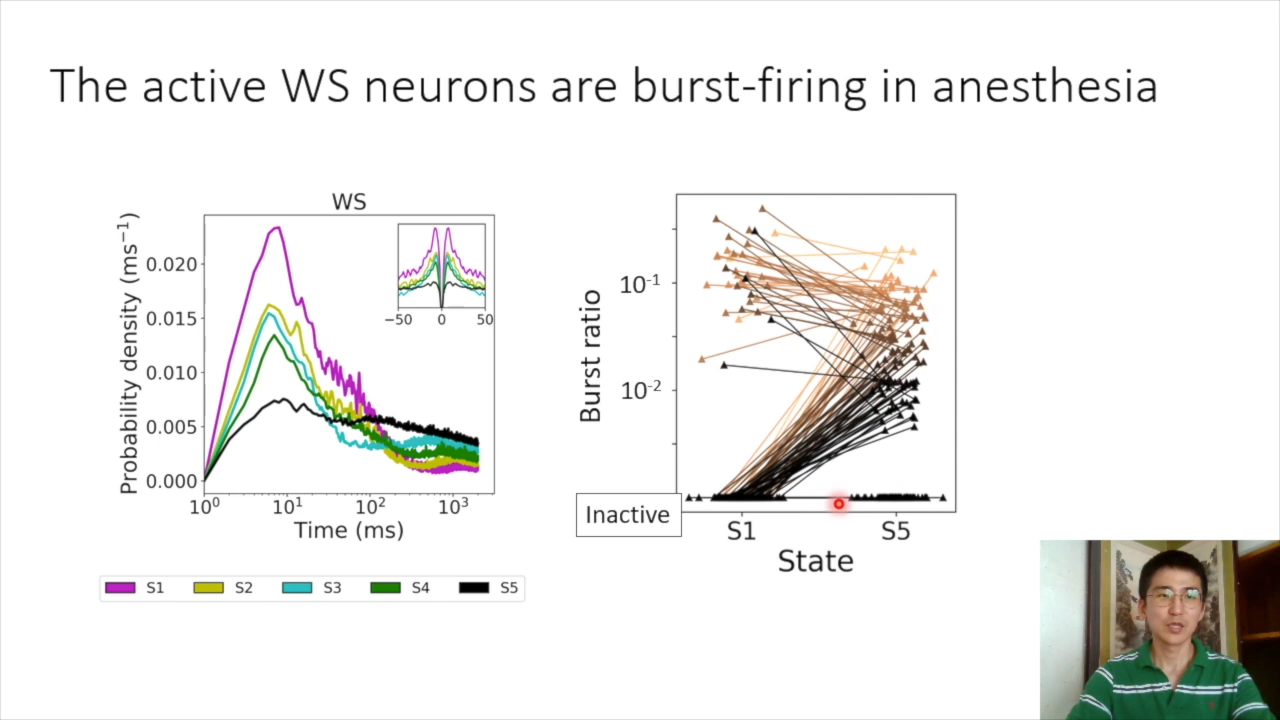 The active WS neurons are burst-firing in anesthesia
WS
Probability density (ms⁻¹)
0.020
0.015
0.010
0.005
0.000
−50 0 50
10⁰ 10¹ 10² 10³
Time (ms)
S1 S2 S3 S4 S5
Burst ratio
10⁻¹
10⁻²
Inactive
S1 S5
State